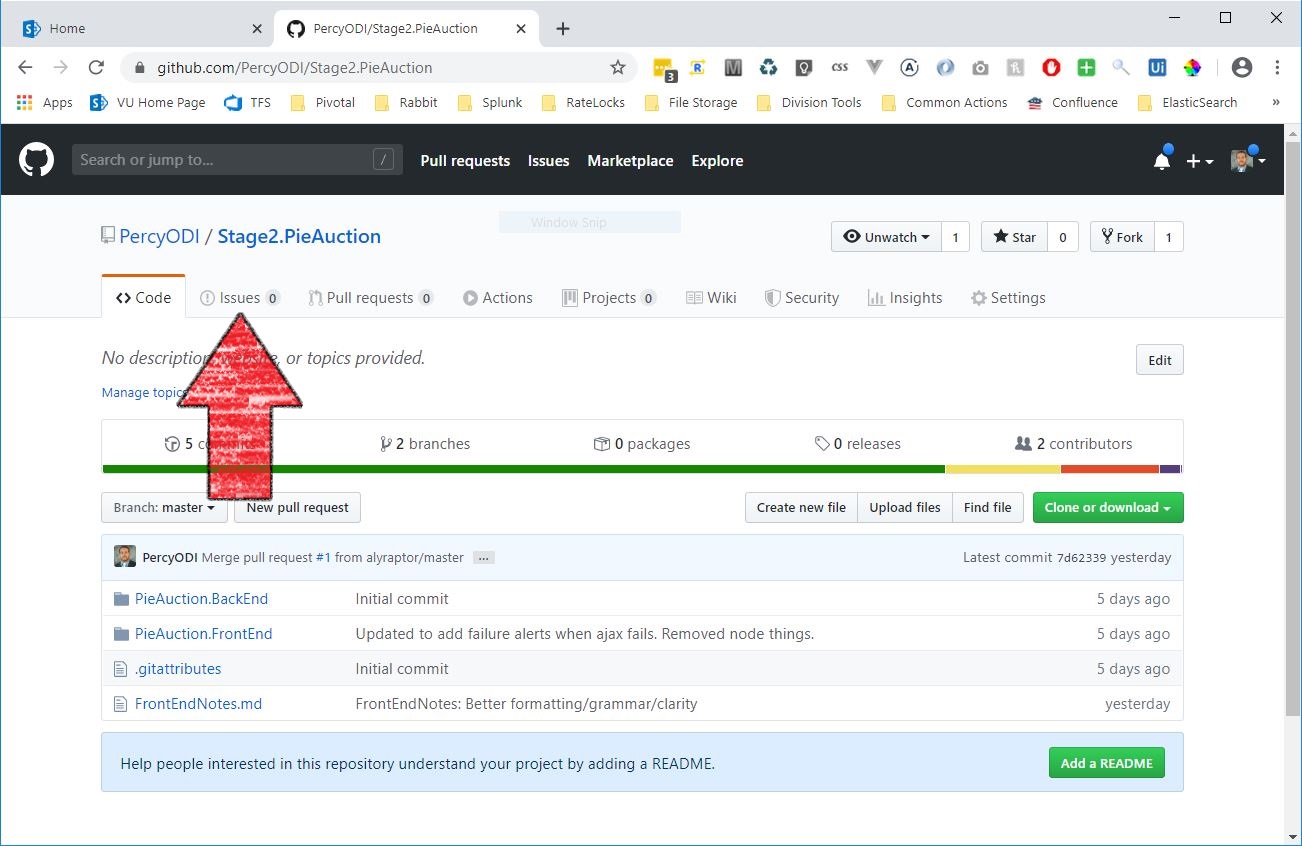 Home
PercyODI/Stage2.PieAuction
github.com/PercyODI/Stage2.PieAuction
3 R M CSS A Ui
Apps VU Home Page TFS Pivotal Rabbit Splunk RateLocks File Storage Division Tools Common Actions Confluence ElasticSearch »
Search or jump to... / Pull requests Issues Marketplace Explore
Window Snip
PercyODI / Stage2.PieAuction Unwatch 1 Star 0 Fork 1
Code Issues 0 Pull requests 0 Actions Projects 0 Wiki Security Insights Settings
No description, website, or topics provided. Edit
Manage topics
5 commits 2 branches 0 packages 0 releases 2 contributors
Branch: master New pull request Create new file Upload files Find file Clone or download
PercyODI Merge pull request #1 from alyraptor/master ... Latest commit 7d62339 yesterday
PieAuction.BackEnd Initial commit 5 days ago
PieAuction.FrontEnd Updated to add failure alerts when ajax fails. Removed node things. 5 days ago
.gitattributes Initial commit 5 days ago
FrontEndNotes.md FrontEndNotes: Better formatting/grammar/clarity yesterday
Help people interested in this repository understand your project by adding a README. Add a README